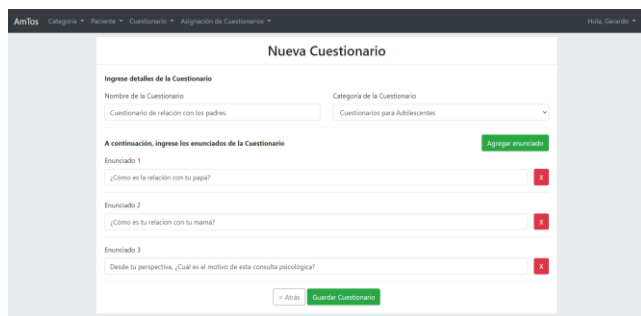 AmTos Categoría Paciente Cuestionario Asignación de Cuestionarios Hola, Gerardo
Nueva Cuestionario
Ingrese detalles de la Cuestionario
Nombre de la Cuestionario Categoría de la Cuestionario
Cuestionario de relación con los padres. Cuestionarios para Adolescentes
A continuación, ingrese los enunciados de la Cuestionario Agregar enunciado
Enunciado 1
¿Cómo es la relación con tu papá? X
Enunciado 2
¿Cómo es tu relación con tu mamá? X
Enunciado 3
Desde tu perspectiva, ¿Cuál es el motivo de esta consulta psicológica? X
< Atrás Guardar Cuestionario